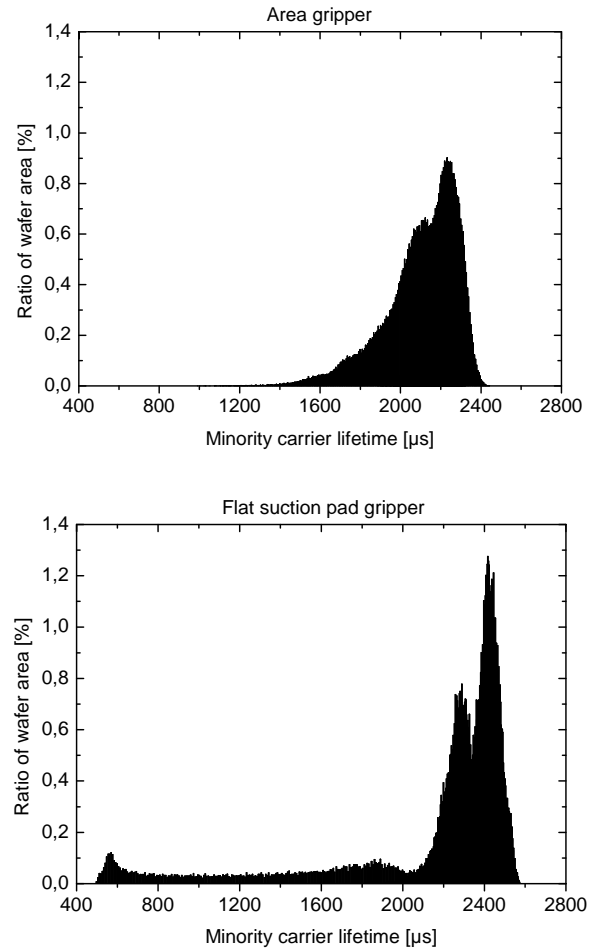 Area gripper
1,4
1,2
1,0
0,8
0,6
0,4
0,2
0,0
Ratio of wafer area [%]
400 800 1200 1600 2000 2400 2800
Minority carrier lifetime [µs]
Flat suction pad gripper
1,4
1,2
1,0
0,8
0,6
0,4
0,2
0,0
Ratio of wafer area [%]
400 800 1200 1600 2000 2400 2800
Minority carrier lifetime [µs]